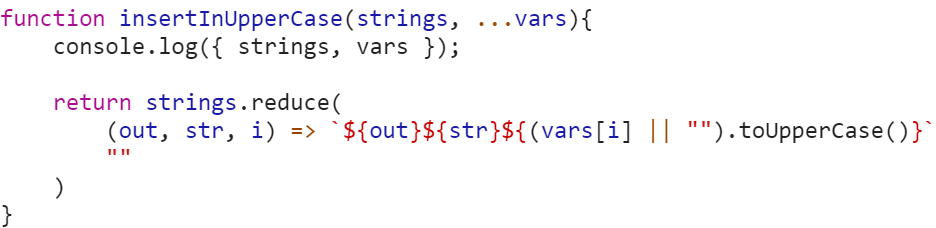 function insertInUpperCase(strings, ...vars){
    console.log({ strings, vars });

    return strings.reduce(
        (out, str, i) => `${out}${str}${(vars[i] || "").toUpperCase()}`
        ""
    )
}